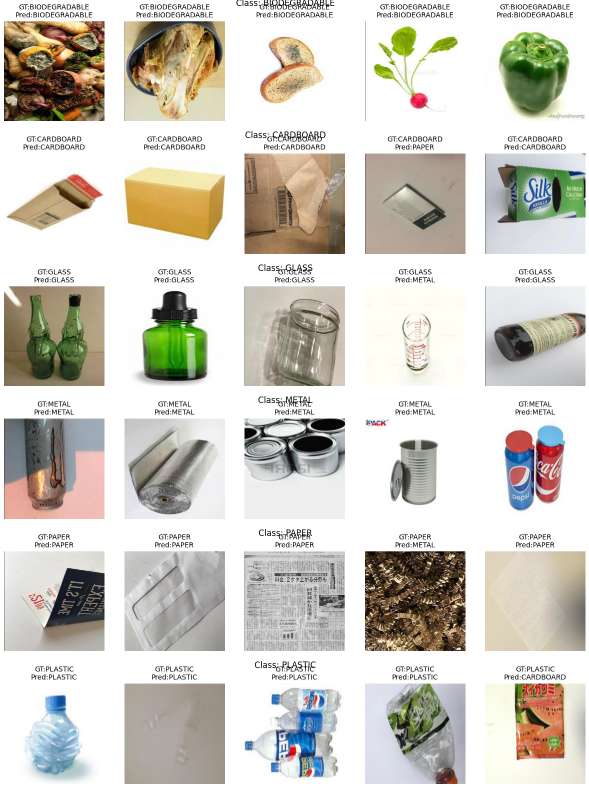 Class: BIODEGRADABLE
GT:BIODEGRADABLE
Pred:BIODEGRADABLE
GT:BIODEGRADABLE
Pred:BIODEGRADABLE
GT:BIODEGRADABLE
Pred:BIODEGRADABLE
GT:BIODEGRADABLE
Pred:BIODEGRADABLE
GT:BIODEGRADABLE
Pred:BIODEGRADABLE
Class: CARDBOARD
GT:CARDBOARD
Pred:CARDBOARD
GT:CARDBOARD
Pred:CARDBOARD
GT:CARDBOARD
Pred:CARDBOARD
GT:CARDBOARD
Pred:PAPER
GT:CARDBOARD
Pred:CARDBOARD
Silk
Class: GLASS
GT:GLASS
Pred:GLASS
GT:GLASS
Pred:GLASS
GT:GLASS
Pred:GLASS
GT:GLASS
Pred:METAL
GT:GLASS
Pred:GLASS
Class: METAL
GT:METAL
Pred:METAL
GT:METAL
Pred:METAL
GT:METAL
Pred:METAL
GT:METAL
Pred:METAL
GT:METAL
Pred:METAL
PACK
pepsi
Coca-Cola
Class: PAPER
GT:PAPER
Pred:PAPER
GT:PAPER
Pred:PAPER
GT:PAPER
Pred:PAPER
GT:PAPER
Pred:METAL
GT:PAPER
Pred:PAPER
IT'S TIME
EXPERT
Class: PLASTIC
GT:PLASTIC
Pred:PLASTIC
GT:PLASTIC
Pred:PLASTIC
GT:PLASTIC
Pred:PLASTIC
GT:PLASTIC
Pred:PLASTIC
GT:PLASTIC
Pred:CARDBOARD